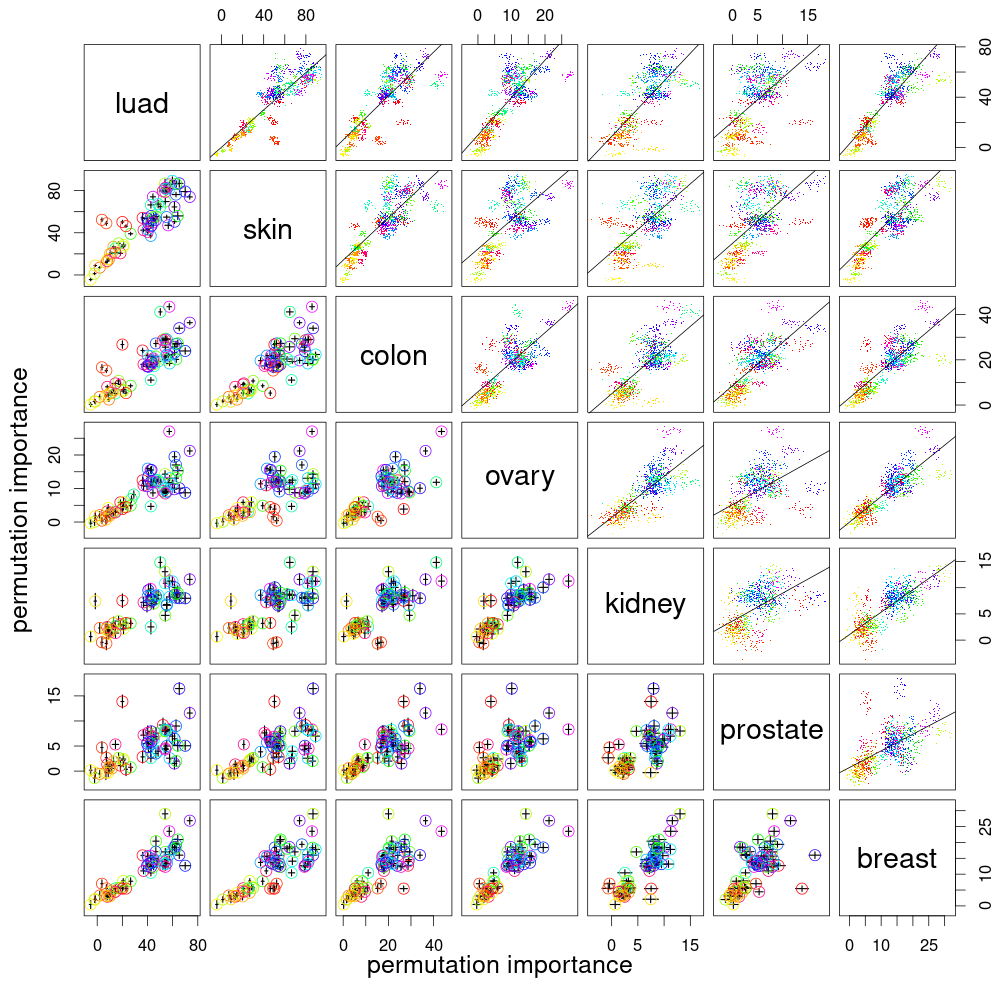 0 40 80 0 10 20 0 5 15
luad
0 40 80
0 40 80
skin
colon
0 20 40
0 10 20
ovary
kidney
0 5 15
0 5 15
prostate
breast
0 10 25
0 40 80 0 20 40 0 5 15 0 10 25
permutation importance
permutation importance